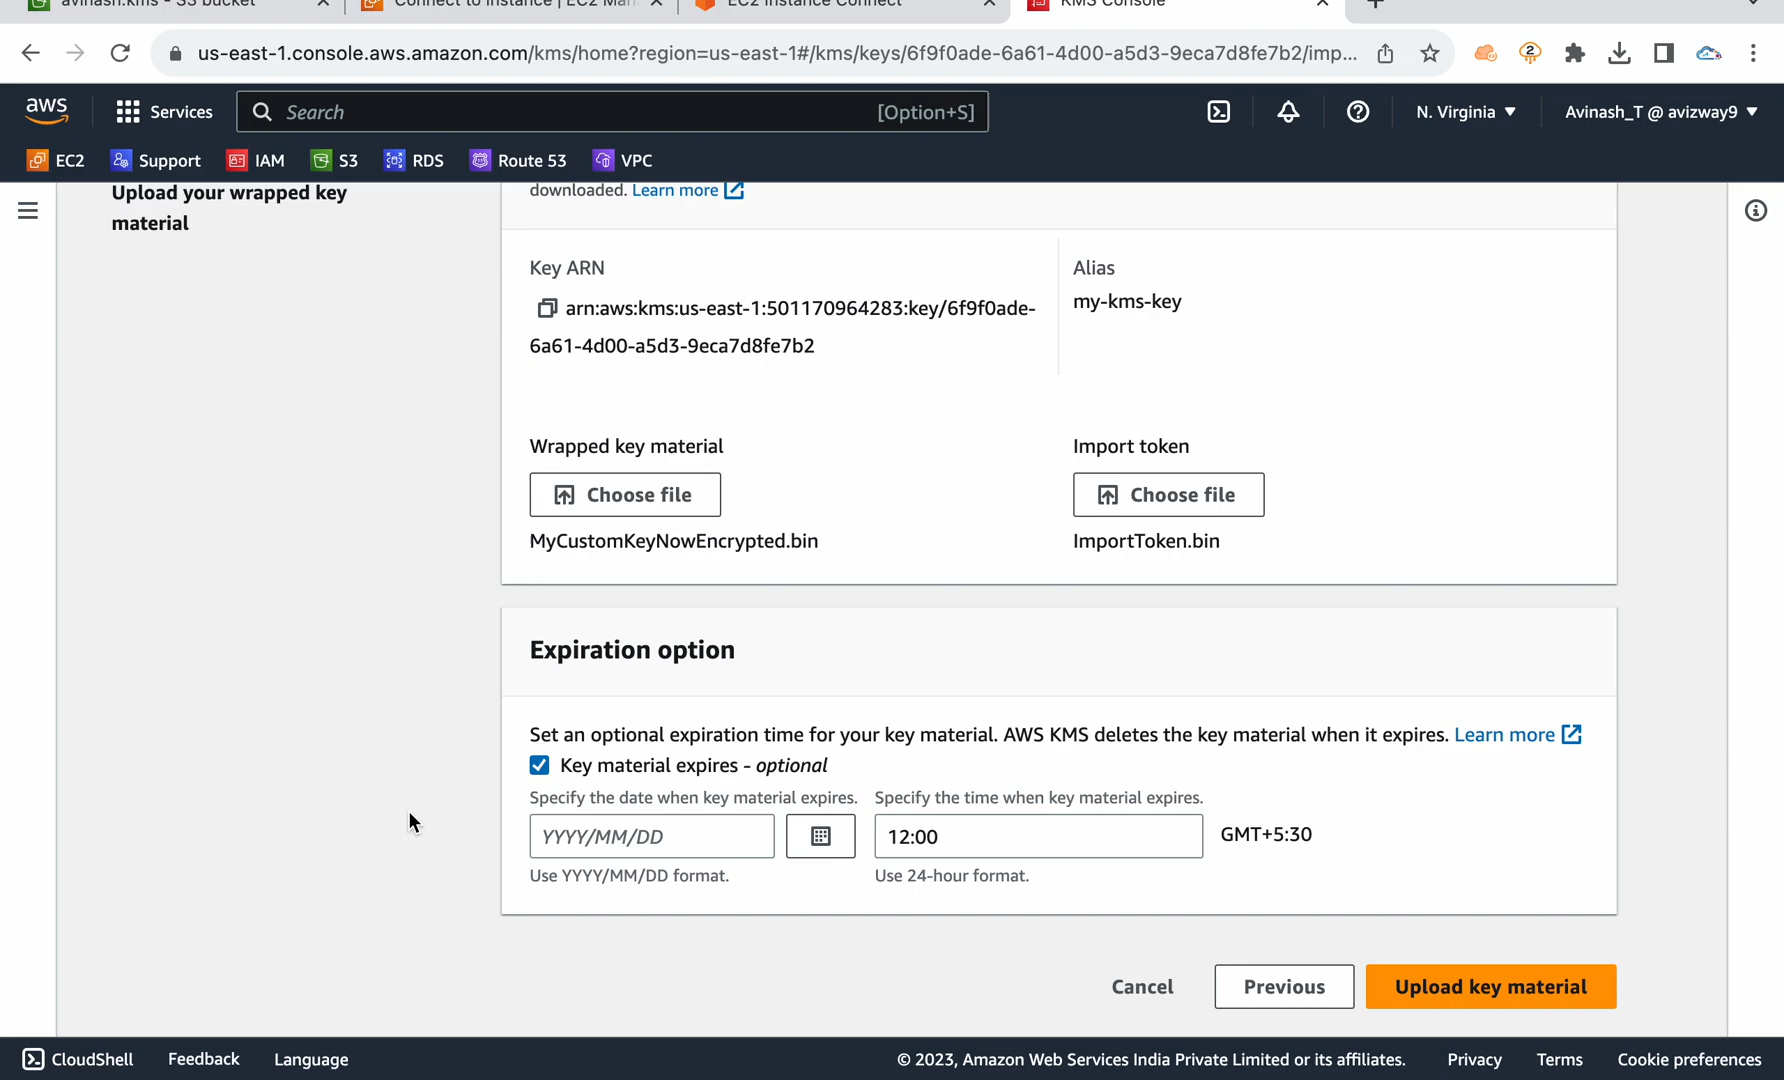 avinash.kms - S3 bucket
Connect to instance | EC2 Man
EC2 Instance Connect
KMS Console
us-east-1.console.aws.amazon.com/kms/home?region=us-east-1#/kms/keys/6f9f0ade-6a61-4d00-a5d3-9eca7d8fe7b2/imp...
2
aws
Services
Search
[Option+S]
N. Virginia
Avinash_T @ avizway9
EC2
Support
IAM
S3
RDS
Route 53
VPC
Upload your wrapped key
material
downloaded. Learn more
Key ARN
arn:aws:kms:us-east-1:501170964283:key/6f9f0ade-
6a61-4d00-a5d3-9eca7d8fe7b2
Alias
my-kms-key
Wrapped key material
Choose file
MyCustomKeyNowEncrypted.bin
Import token
Choose file
ImportToken.bin
Expiration option
Set an optional expiration time for your key material. AWS KMS deletes the key material when it expires. Learn more
Key material expires - optional
Specify the date when key material expires.
YYYY/MM/DD
Use YYYY/MM/DD format.
Specify the time when key material expires.
12:00
GMT+5:30
Use 24-hour format.
Cancel
Previous
Upload key material
CloudShell
Feedback
Language
© 2023, Amazon Web Services India Private Limited or its affiliates.
Privacy
Terms
Cookie preferences